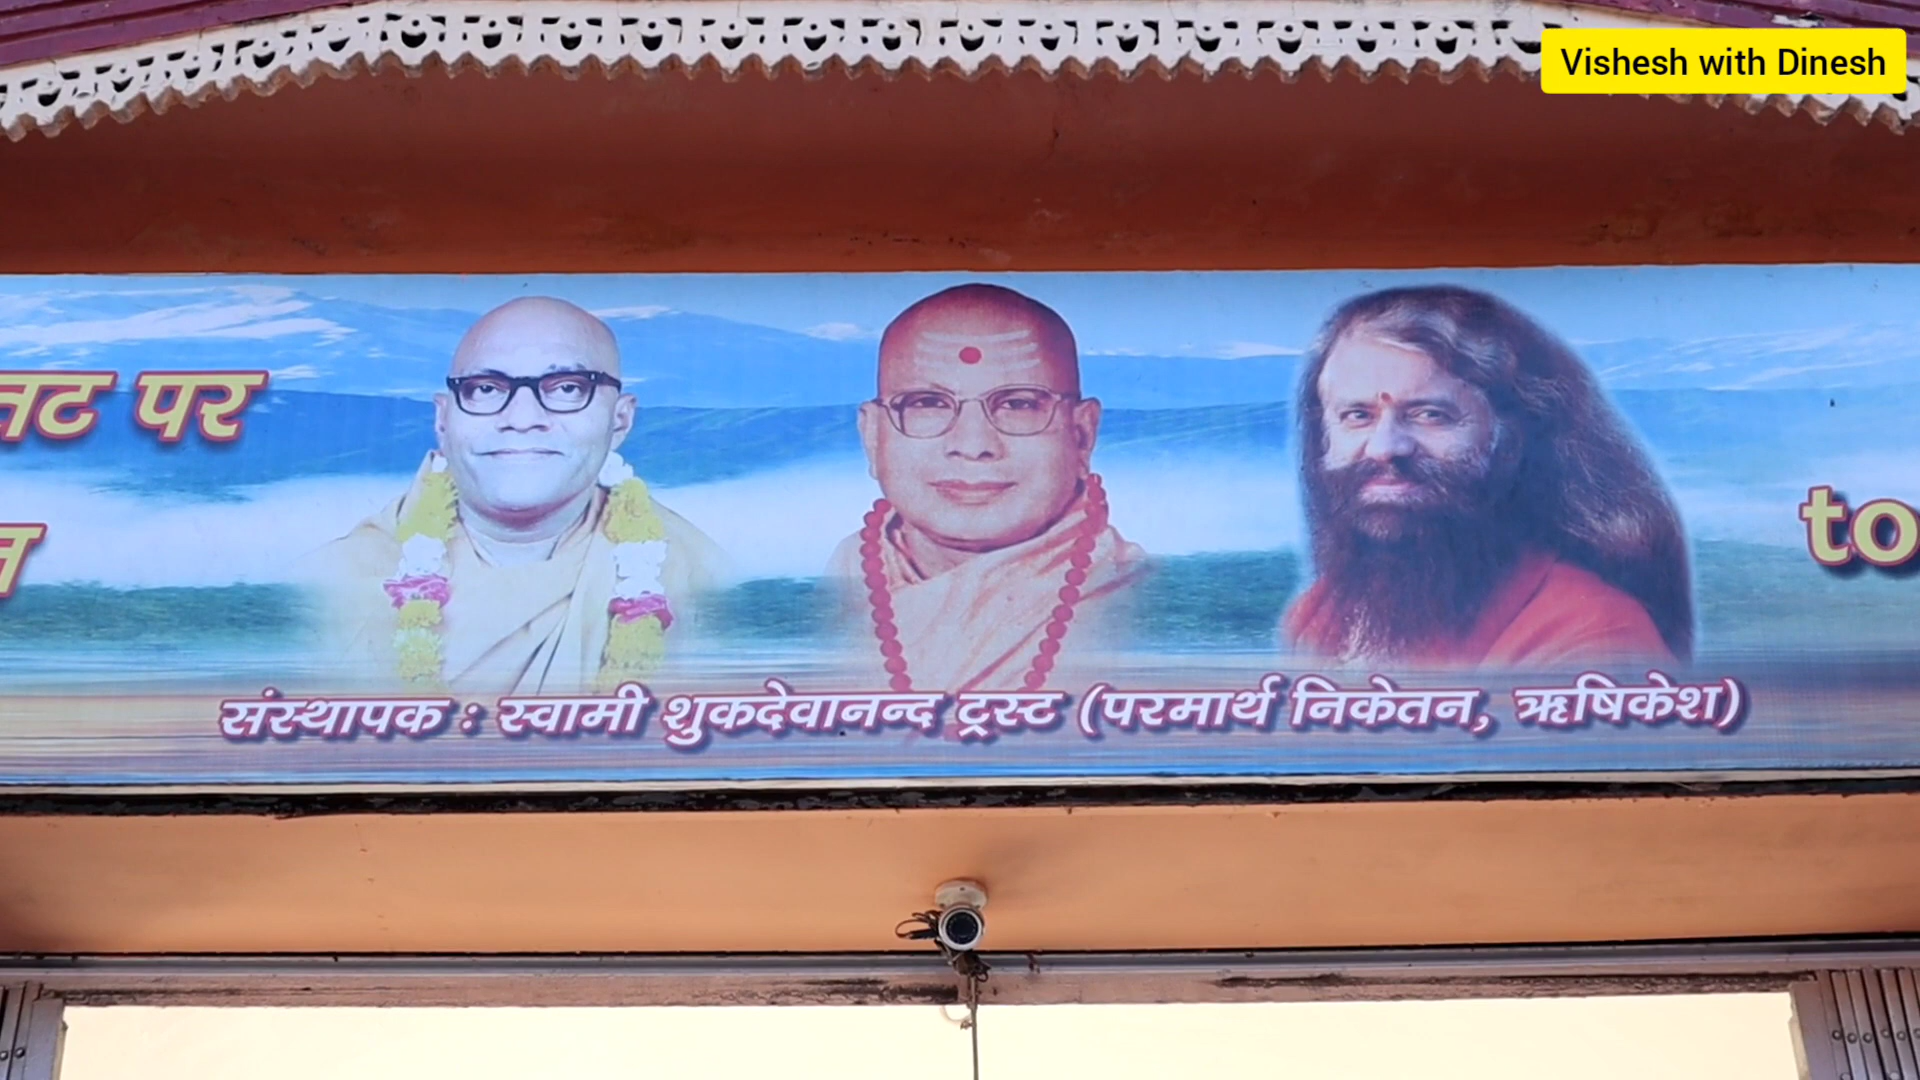 Vishesh with Dinesh
तट पर
to
संस्थापक : स्वामी शुकदेवानन्द ट्रस्ट (परमार्थ निकेतन, ऋषिकेश)